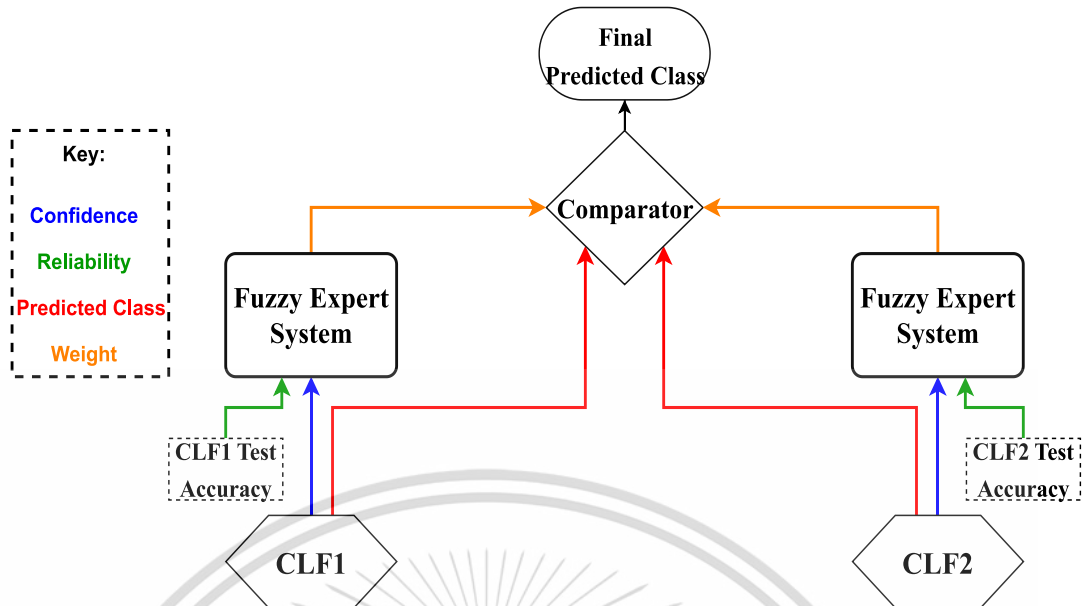 Final
Predicted Class
Key:
Confidence
Reliability
Predicted Class
Weight
Comparator
Fuzzy Expert
System
Fuzzy Expert
System
CLF1 Test
Accuracy
CLF2 Test
Accuracy
CLF1
CLF2